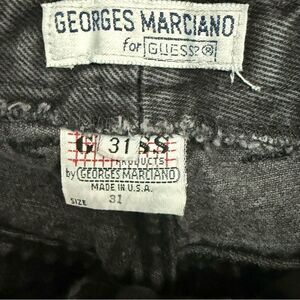 GEORGES MARCIANO
for GUESS?®
G 31 SS
PRODUCTS
by GEORGES MARCIANO
MADE IN U.S.A.
SIZE 31